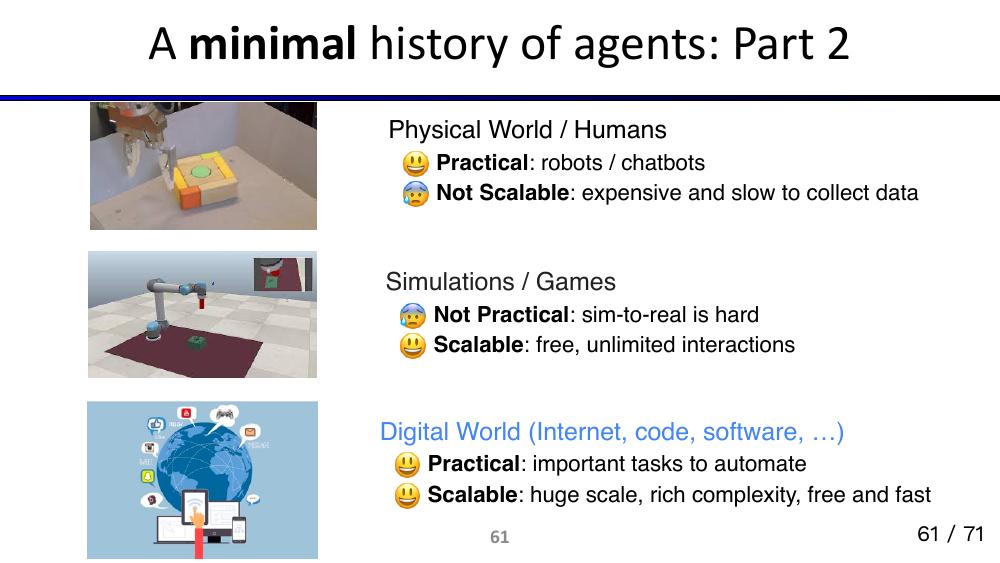 A minimal history of agents: Part 2
Physical World / Humans
😃 Practical: robots / chatbots
😰 Not Scalable: expensive and slow to collect data
Simulations / Games
😰 Not Practical: sim-to-real is hard
😃 Scalable: free, unlimited interactions
Digital World (Internet, code, software, …)
😃 Practical: important tasks to automate
😃 Scalable: huge scale, rich complexity, free and fast
61
61 / 71